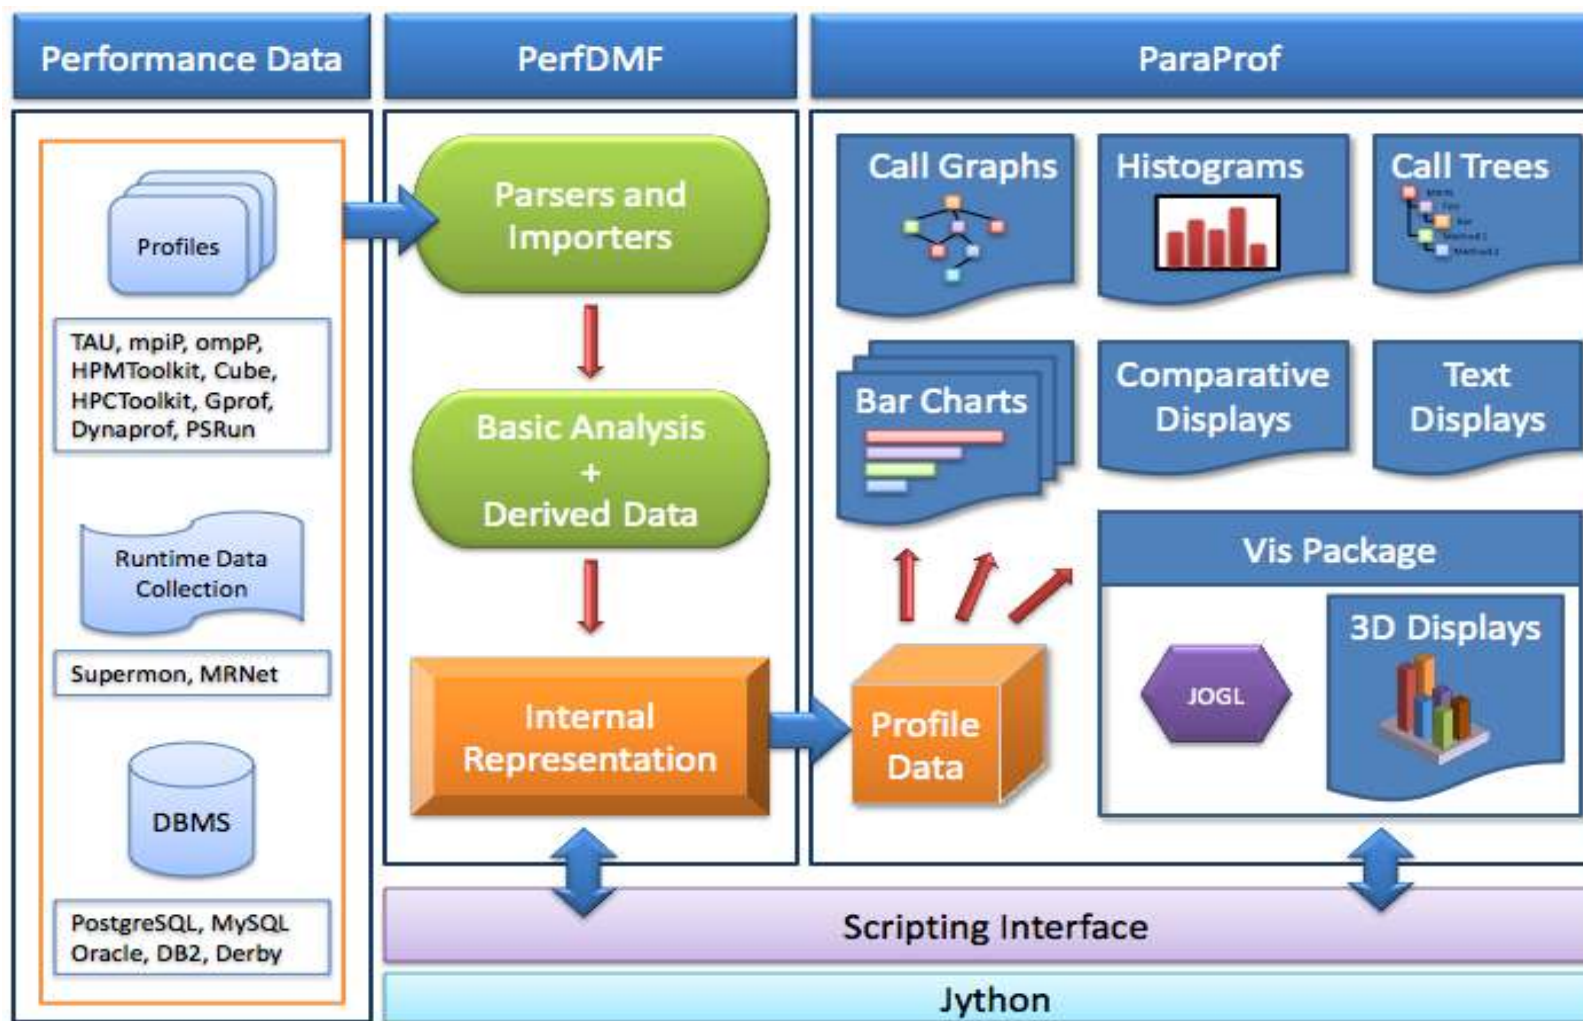 Performance Data
PerfDMF
ParaProf
Profiles
TAU, mpiP, ompP,
HPMToolkit, Cube,
HPCToolkit, Gprof,
Dynaprof, PSRun
Runtime Data
Collection
Supermon, MRNet
DBMS
PostgreSQL, MySQL
Oracle, DB2, Derby
Parsers and
Importers
Basic Analysis
+
Derived Data
Internal
Representation
Call Graphs
Histograms
Call Trees
Bar Charts
Comparative
Displays
Text
Displays
Profile
Data
Vis Package
JOGL
3D Displays
Scripting Interface
Jython